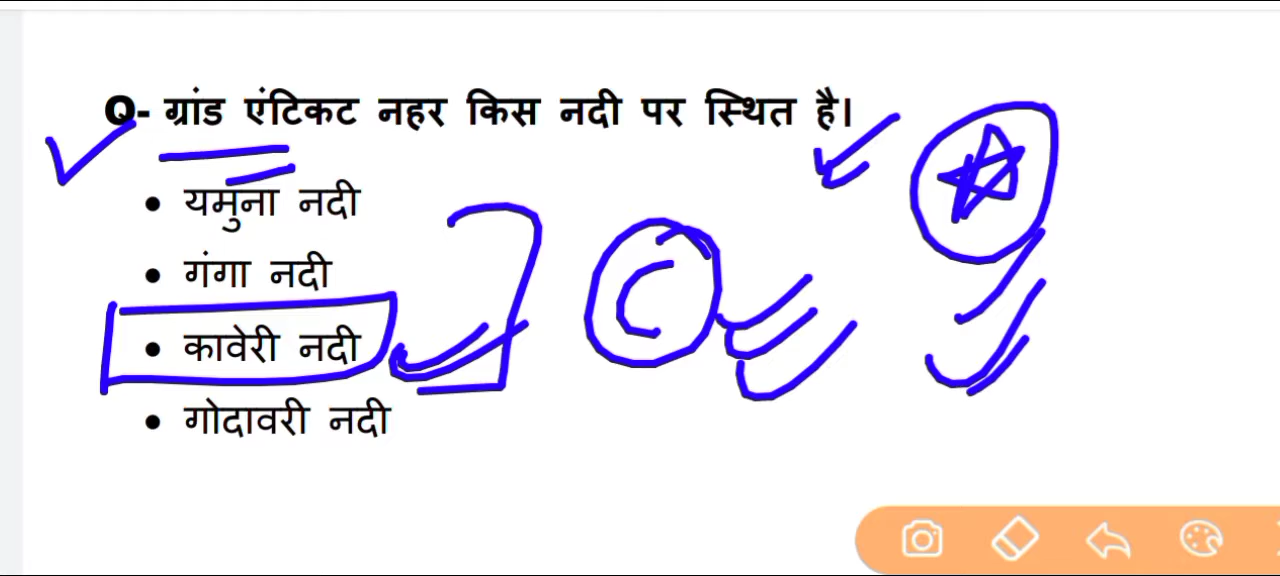 Q- ग्रांड एंटिकट नहर किस नदी पर स्थित है।
• यमुना नदी
• गंगा नदी
• कावेरी नदी
C
• गोदावरी नदी